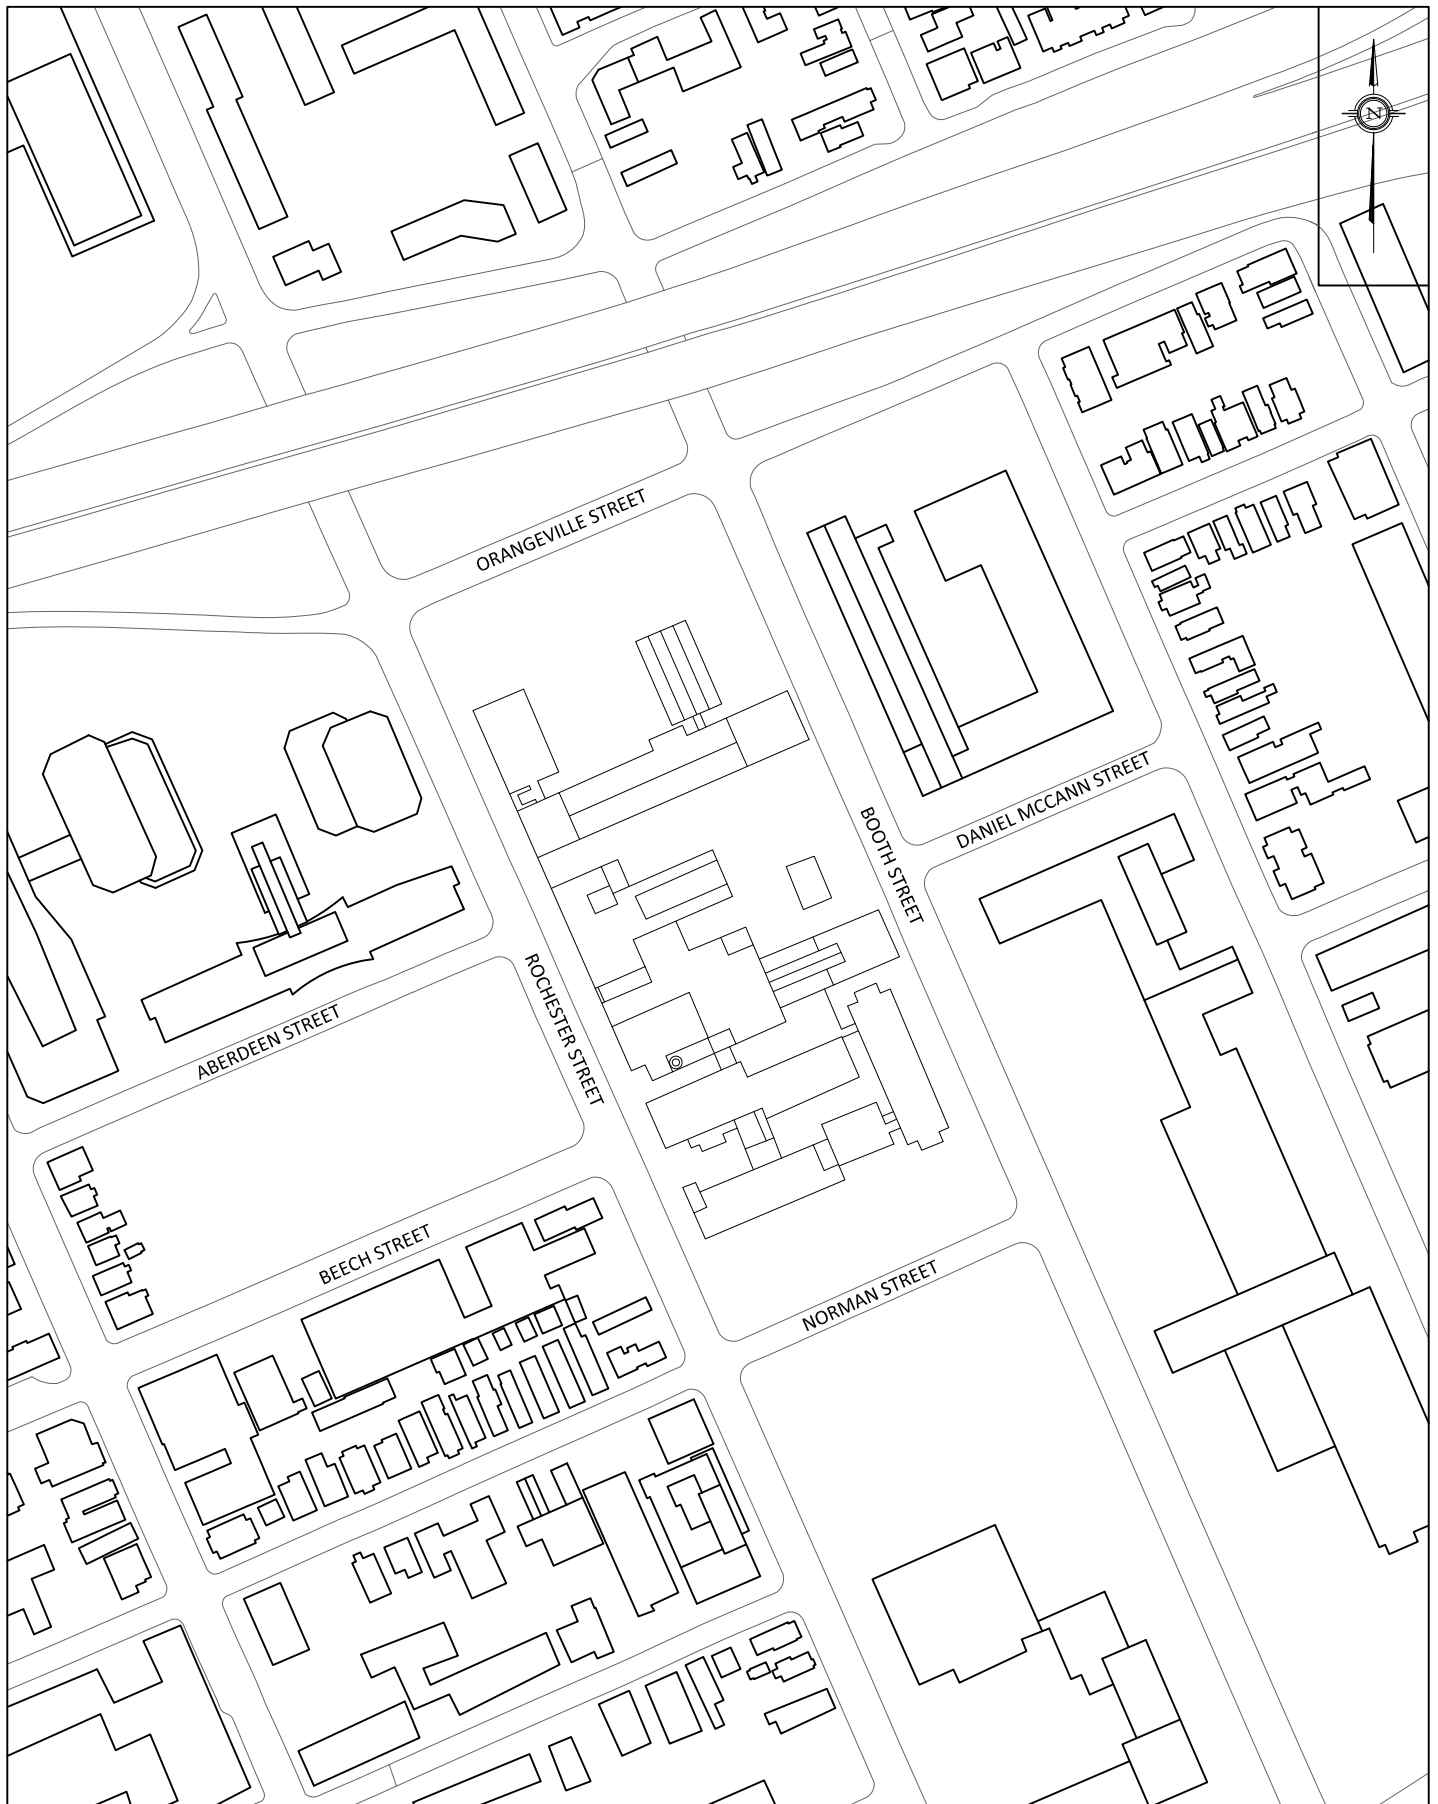 N
ORANGEVILLE STREET
DANIEL MCCANN STREET
BOOTH STREET
ROCHESTER STREET
ABERDEEN STREET
BEECH STREET
NORMAN STREET